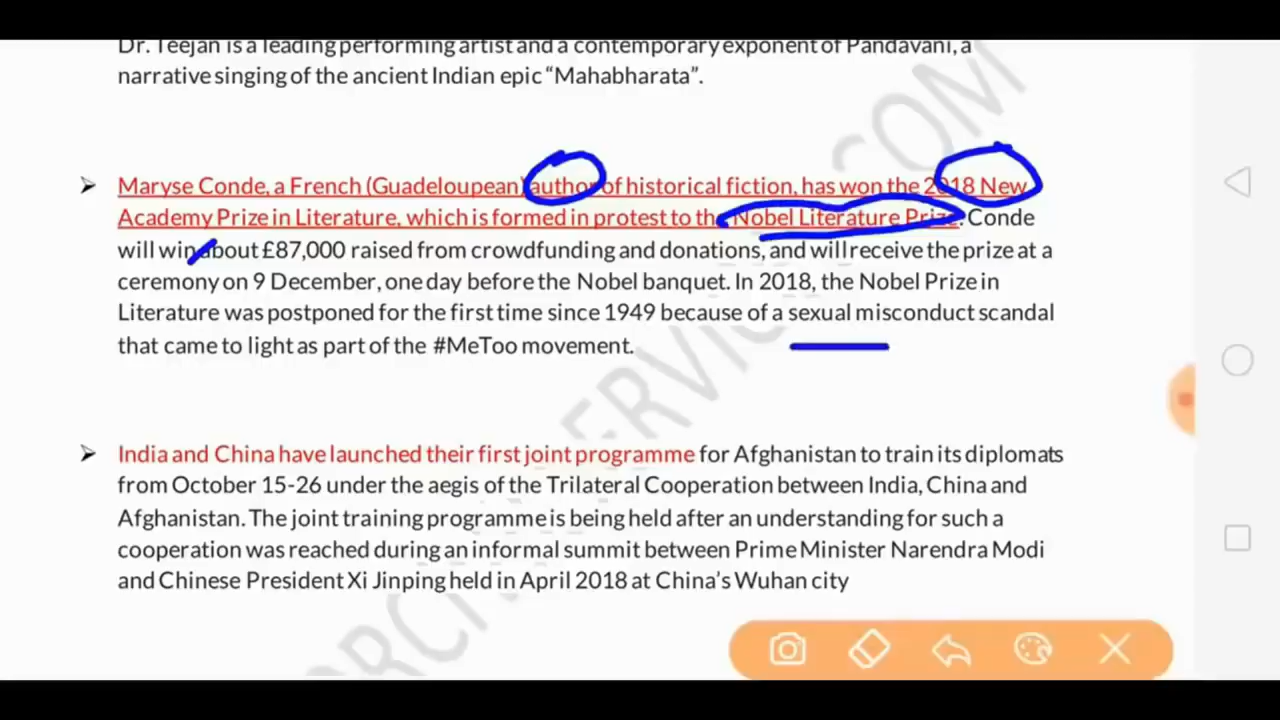 Dr. Teejan is a leading performing artist and a contemporary exponent of Pandavani, a
narrative singing of the ancient Indian epic “Mahabharata”.
Maryse Conde, a French (Guadeloupean) author of historical fiction, has won the 2018 New
Academy Prize in Literature, which is formed in protest to the Nobel Literature Prize. Conde
will win about £87,000 raised from crowdfunding and donations, and will receive the prize at a
ceremony on 9 December, one day before the Nobel banquet. In 2018, the Nobel Prize in
Literature was postponed for the first time since 1949 because of a sexual misconduct scandal
that came to light as part of the #MeToo movement.
India and China have launched their first joint programme for Afghanistan to train its diplomats
from October 15-26 under the aegis of the Trilateral Cooperation between India, China and
Afghanistan. The joint training programme is being held after an understanding for such a
cooperation was reached during an informal summit between Prime Minister Narendra Modi
and Chinese President Xi Jinping held in April 2018 at China’s Wuhan city